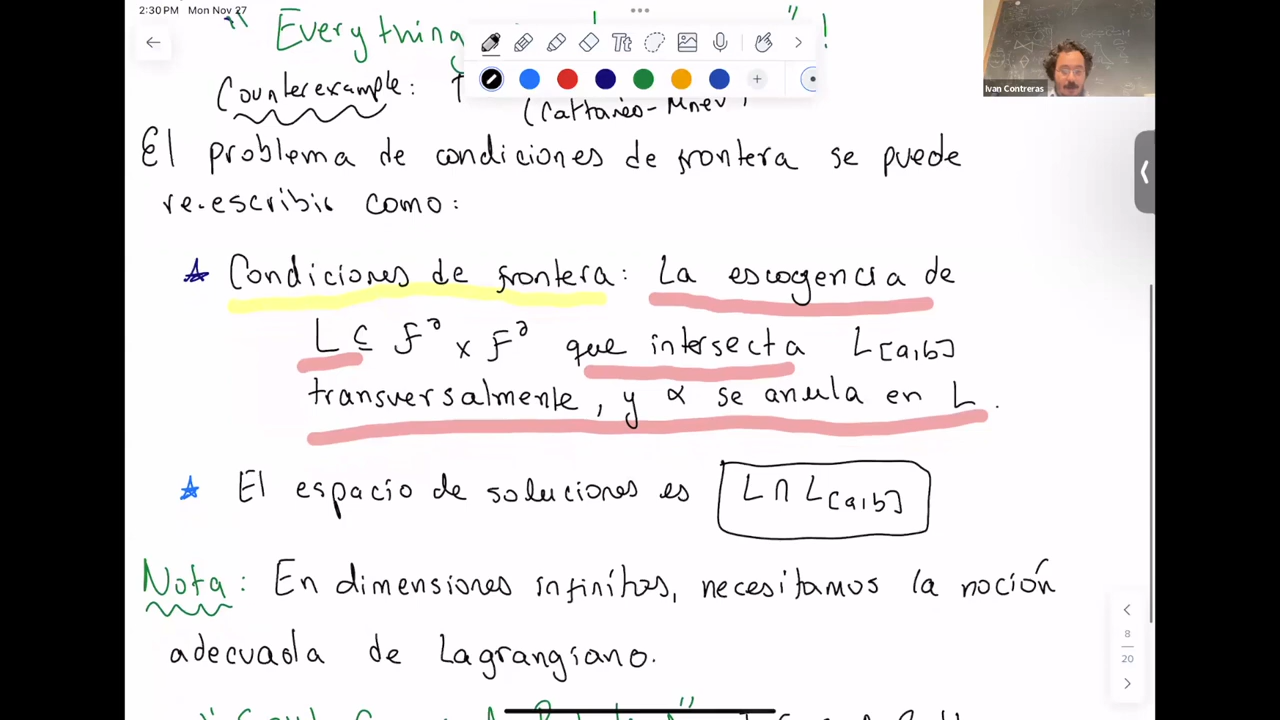 2:30 PM Mon Nov 27
" Everything " !
Ivan Contreras
Counterexample:
(Cattaneo-Mnev)
El problema de condiciones de frontera se puede
re-escribir como:
Condiciones de frontera: La escogencia de
L ⊆ F^∂ x F^∂ que intersecta L[a,b]
transversalmente, y α se anula en L.
El espacio de soluciones es L ∩ L[a,b]
Nota: En dimensiones infinitas, necesitamos la noción
adecuada de Lagrangiano.
8
20